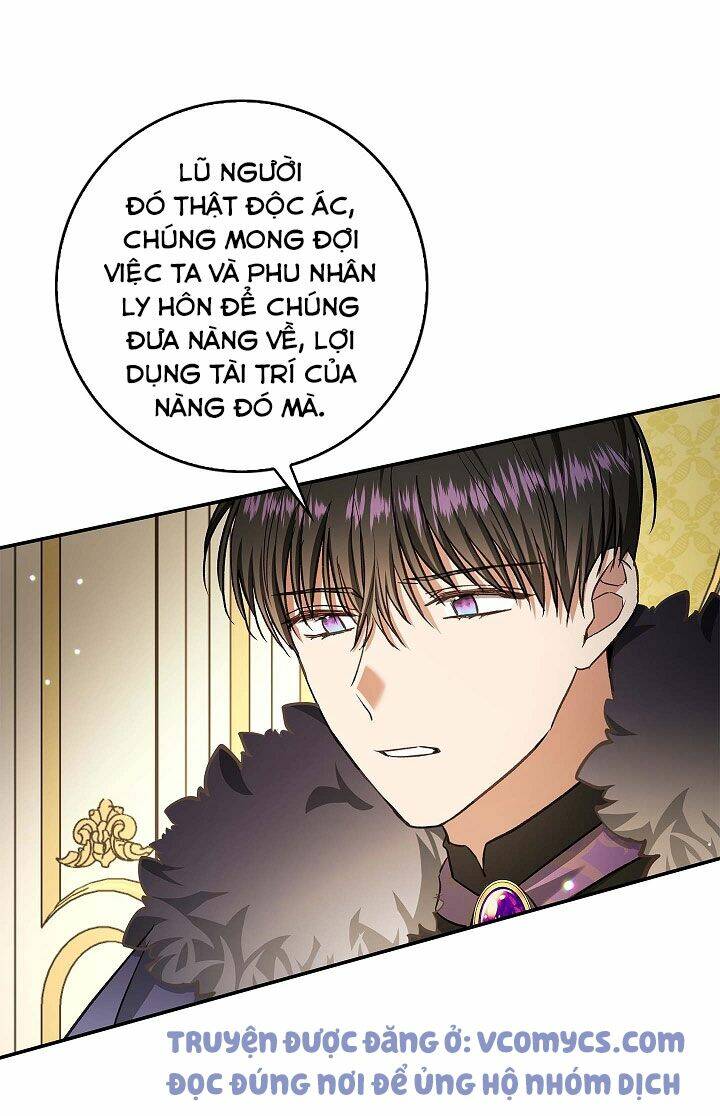 LŨ NGƯỜI
ĐÓ THẬT ĐỘC ÁC,
CHÚNG MONG ĐỢI
VIỆC TA VÀ PHU NHÂN
LY HÔN ĐỂ CHÚNG
ĐƯA NÀNG VỀ, LỢI
DỤNG TÀI TRÍ CỦA
NÀNG ĐÓ MÀ.
TRUYỆN ĐƯỢC ĐĂNG Ở: VCOMYCS.COM
ĐỌC ĐÚNG NƠI ĐỂ ỦNG HỘ NHÓM DỊCH